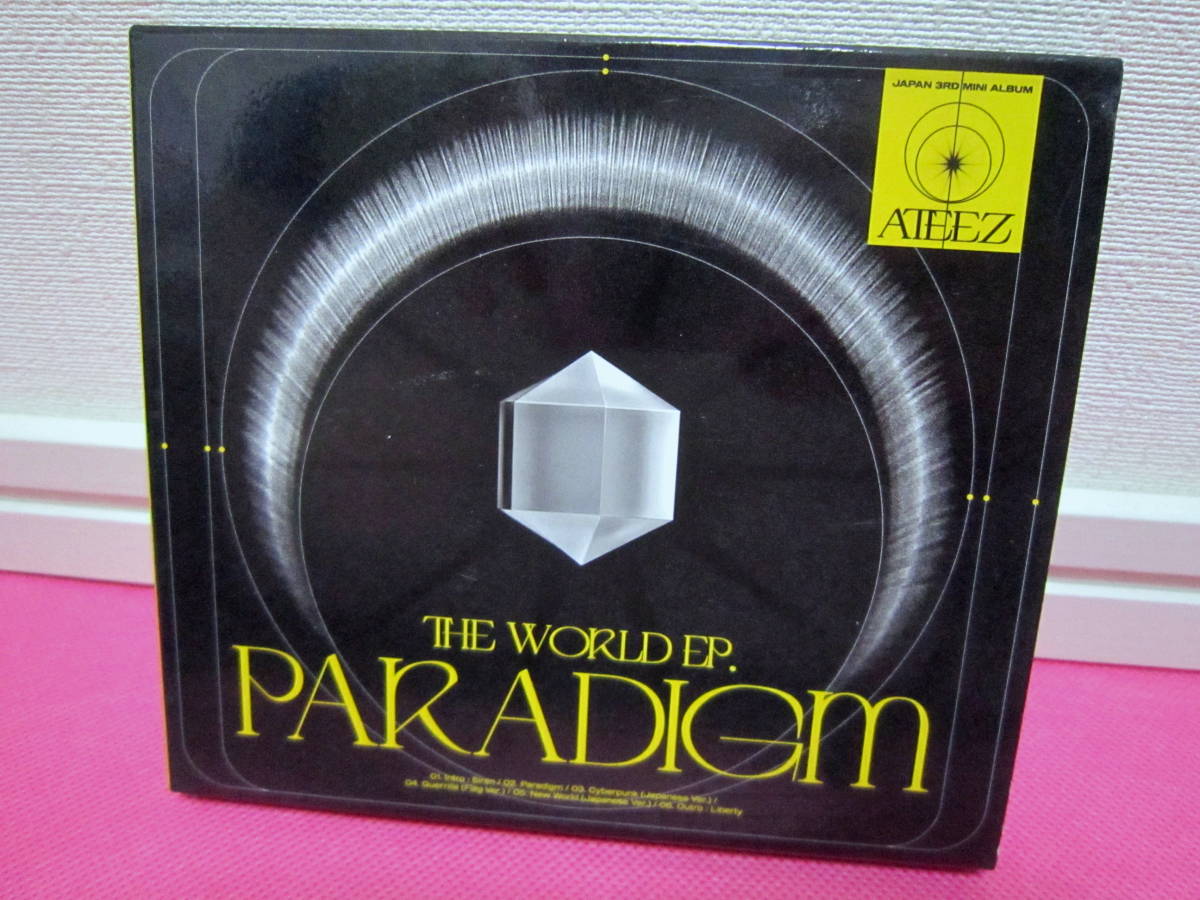 JAPAN 3RD MINI ALBUM
ATEEZ
THE WORLD EP.
PARADIGM
01. Intro : Siren / 02. Paradigm / 03. Cyberpunk (Japanese Ver.) /
04. Guerrilla (Flag Ver.) / 05. New World (Japanese Ver.) / 06. Outro : Liberty